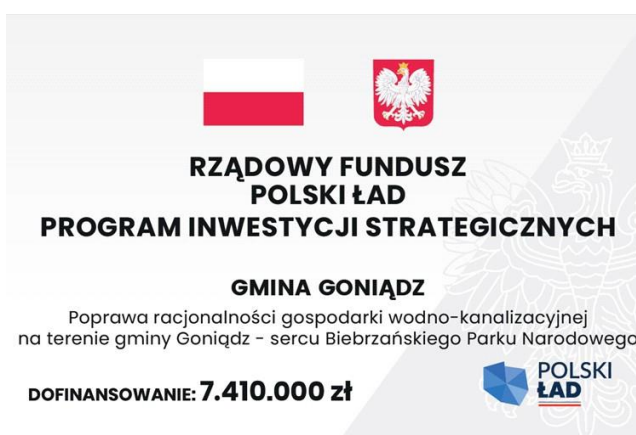 RZĄDOWY FUNDUSZ
POLSKI ŁAD
PROGRAM INWESTYCJI STRATEGICZNYCH
GMINA GONIĄDZ
Poprawa racjonalności gospodarki wodno-kanalizacyjnej
na terenie gminy Goniądz - sercu Biebrzańskiego Parku Narodowego
DOFINANSOWANIE: 7.410.000 zł
POLSKI
ŁAD